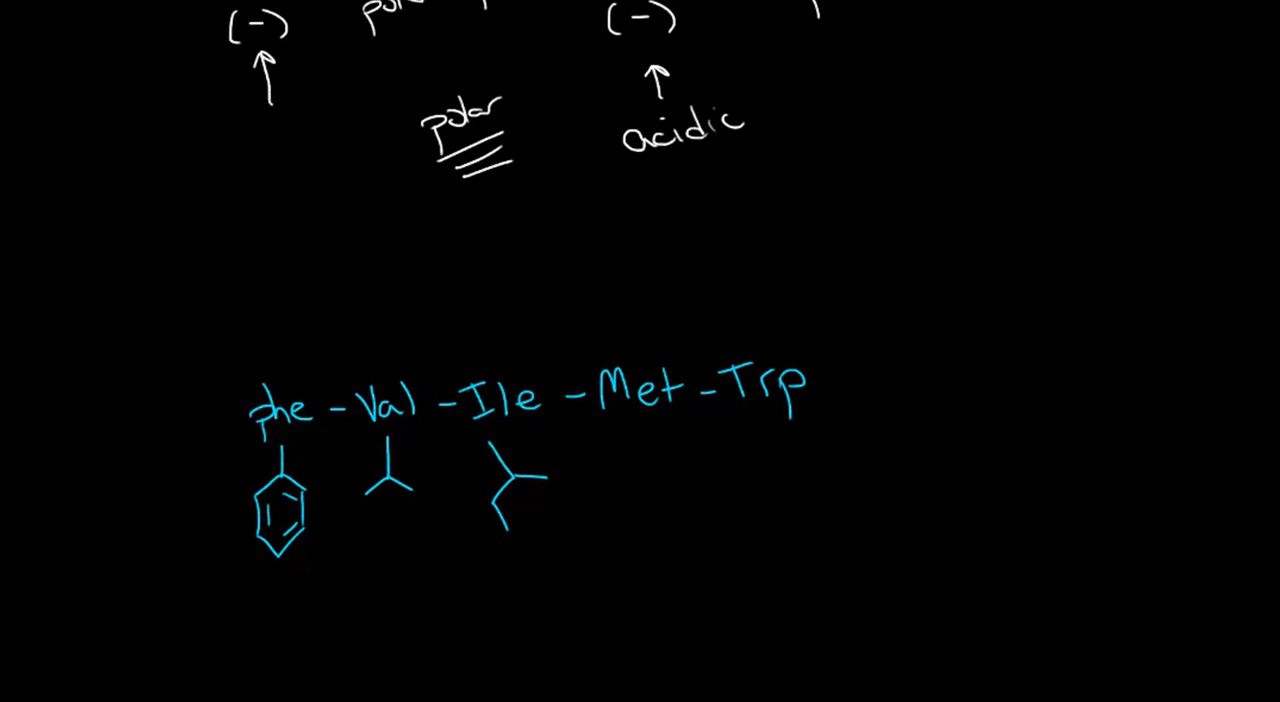 (-) (-)
polar
acidic
phe - Val - Ile - Met - Trp